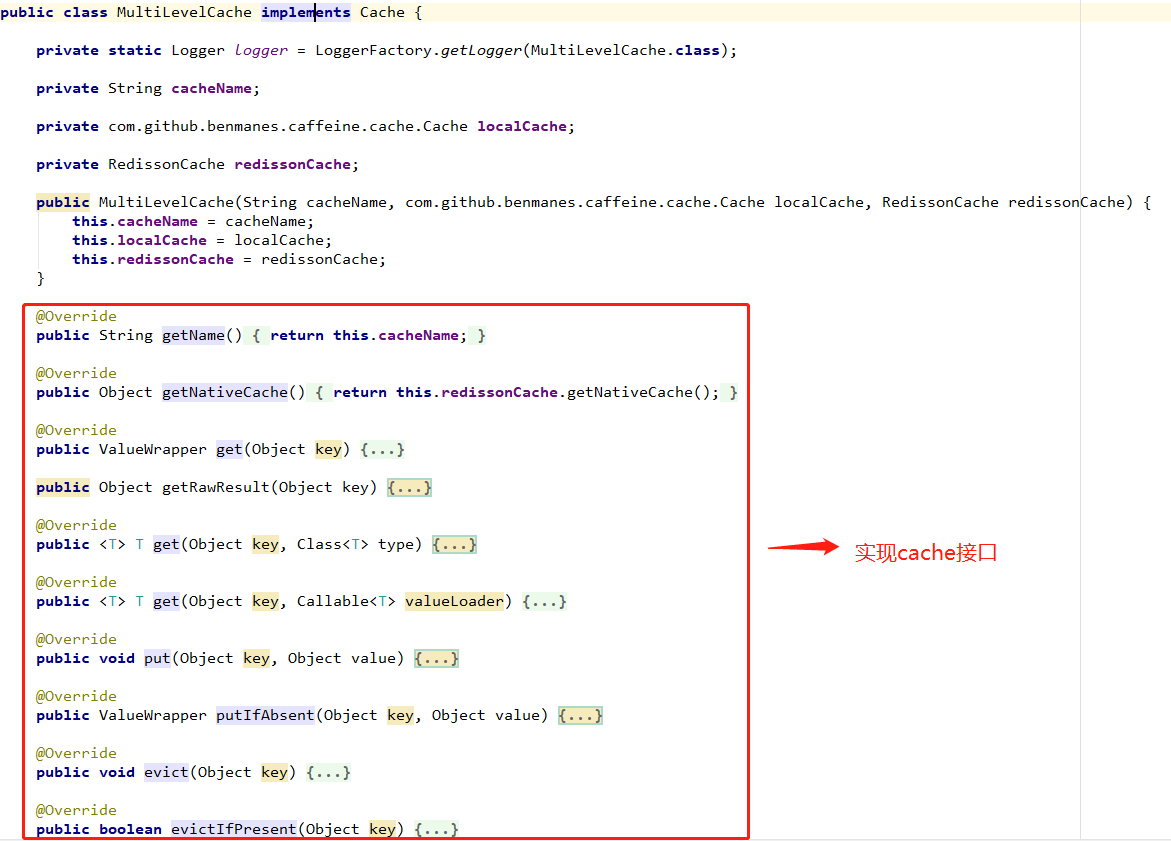 public class MultiLevelCache implements Cache {
private static Logger logger = LoggerFactory.getLogger(MultiLevelCache.class);
private String cacheName;
private com.github.benmanes.caffeine.cache.Cache localCache;
private RedissonCache redissonCache;
public MultiLevelCache(String cacheName, com.github.benmanes.caffeine.cache.Cache localCache, RedissonCache redissonCache) {
this.cacheName = cacheName;
this.localCache = localCache;
this.redissonCache = redissonCache;
}
@Override
public String getName() { return this.cacheName; }
@Override
public Object getNativeCache() { return this.redissonCache.getNativeCache(); }
@Override
public ValueWrapper get(Object key) {...}
public Object getRawResult(Object key) {...}
@Override
public <T> T get(Object key, Class<T> type) {...}
实现cache接口
@Override
public <T> T get(Object key, Callable<T> valueLoader) {...}
@Override
public void put(Object key, Object value) {...}
@Override
public ValueWrapper putIfAbsent(Object key, Object value) {...}
@Override
public void evict(Object key) {...}
@Override
public boolean evictIfPresent(Object key) {...}